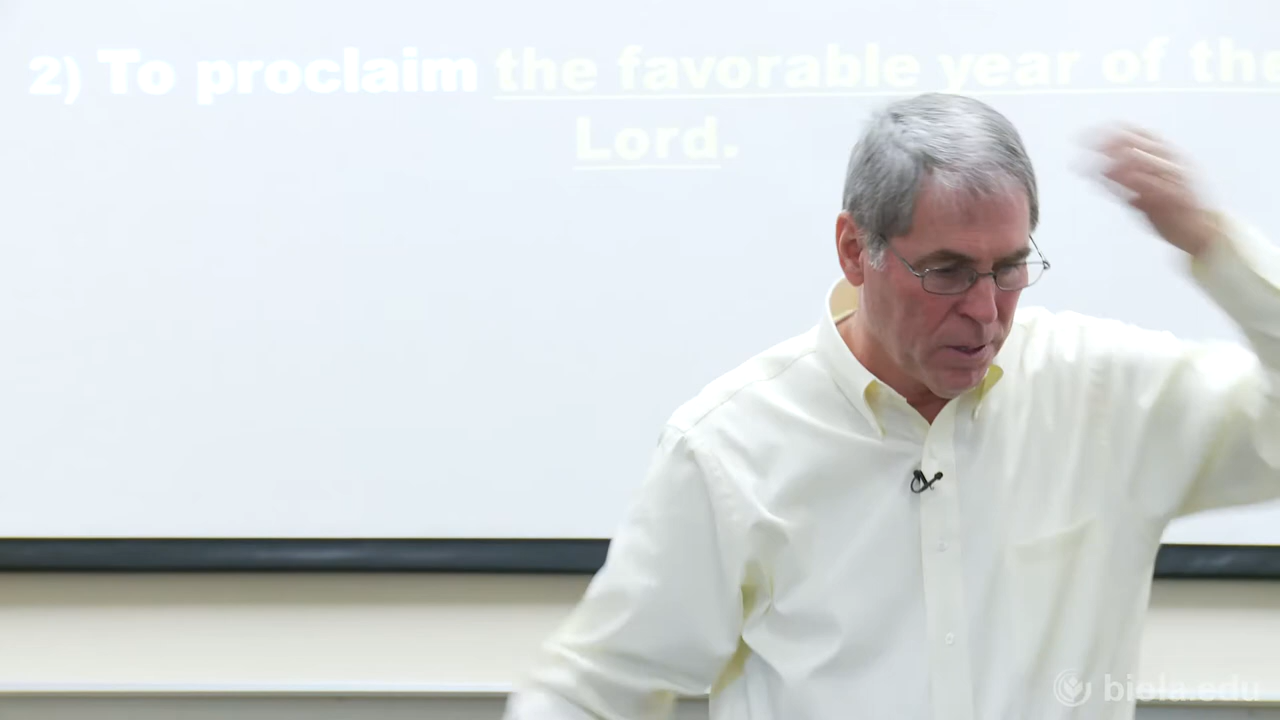 2) To proclaim the favorable year of the
Lord.
biola.edu